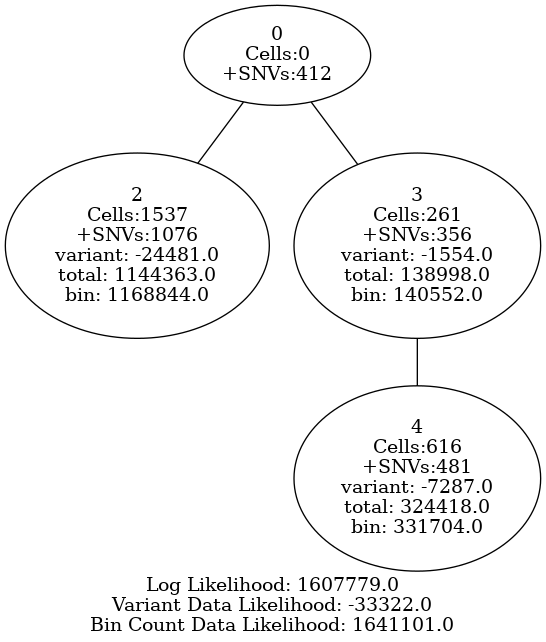 0
Cells:0
+SNVs:412
2
Cells:1537
+SNVs:1076
variant: -24481.0
total: 1144363.0
bin: 1168844.0
3
Cells:261
+SNVs:356
variant: -1554.0
total: 138998.0
bin: 140552.0
4
Cells:616
+SNVs:481
variant: -7287.0
total: 324418.0
bin: 331704.0
Log Likelihood: 1607779.0
Variant Data Likelihood: -33322.0
Bin Count Data Likelihood: 1641101.0